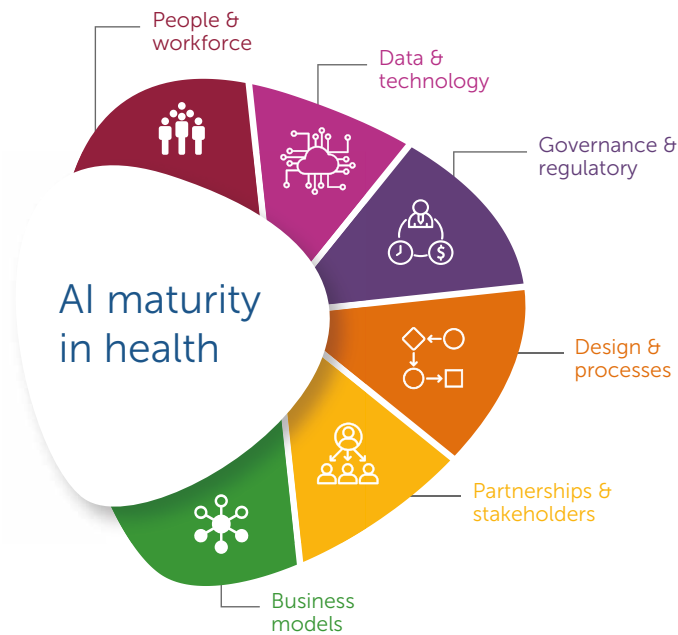 People &
workforce
Data &
technology
Governance &
regulatory
AI maturity
in health
Design &
processes
Partnerships &
stakeholders
Business
models
$